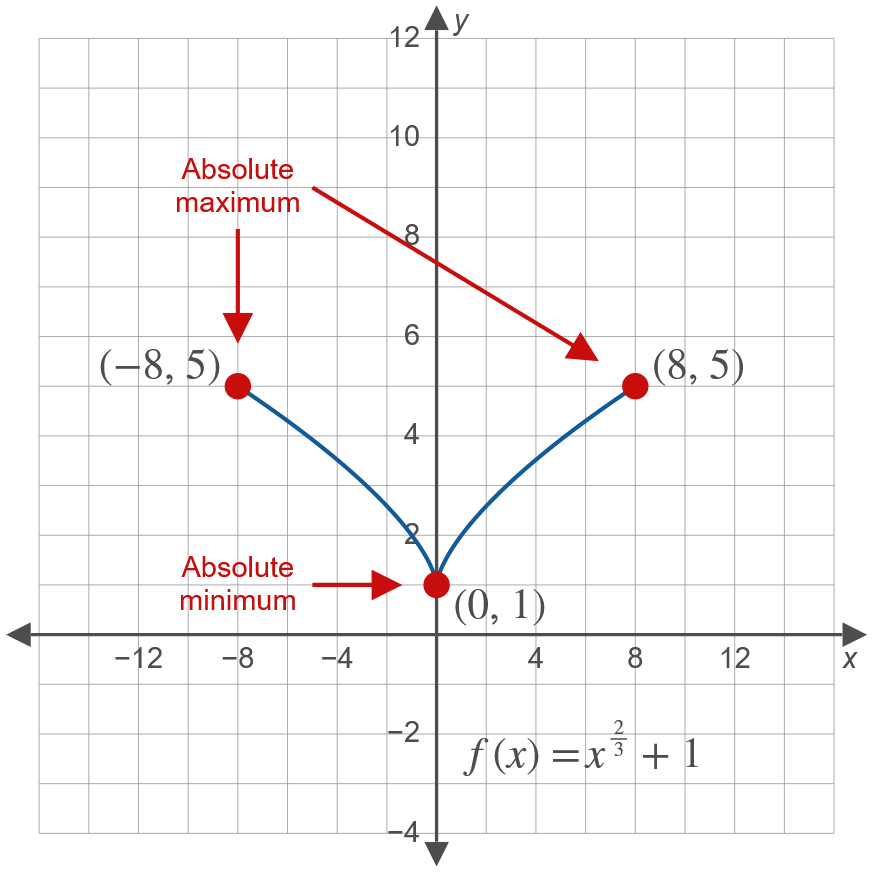 y
12
10
Absolute
maximum
8
6
(−8, 5)
(8, 5)
4
2
Absolute
minimum
(0, 1)
−12 −8 −4 4 8 12 x
−2
f(x) = x^{2/3} + 1
−4